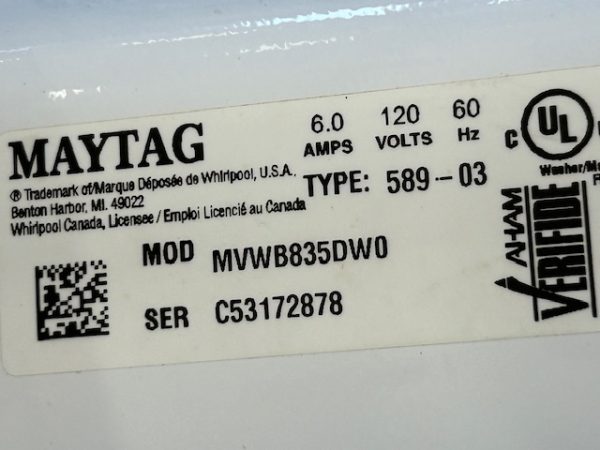 MAYTAG
6.0 120 60
AMPS VOLTS Hz
® Trademark of/Marque Déposée de Whirlpool, U.S.A.
Benton Harbor, MI. 49022
Whirlpool Canada, Licensee / Emploi Licencié au Canada
TYPE: 589-03
C UL
Washer/
AHAM
VERIFIDE
MOD MVWB835DW0
SER C53172878